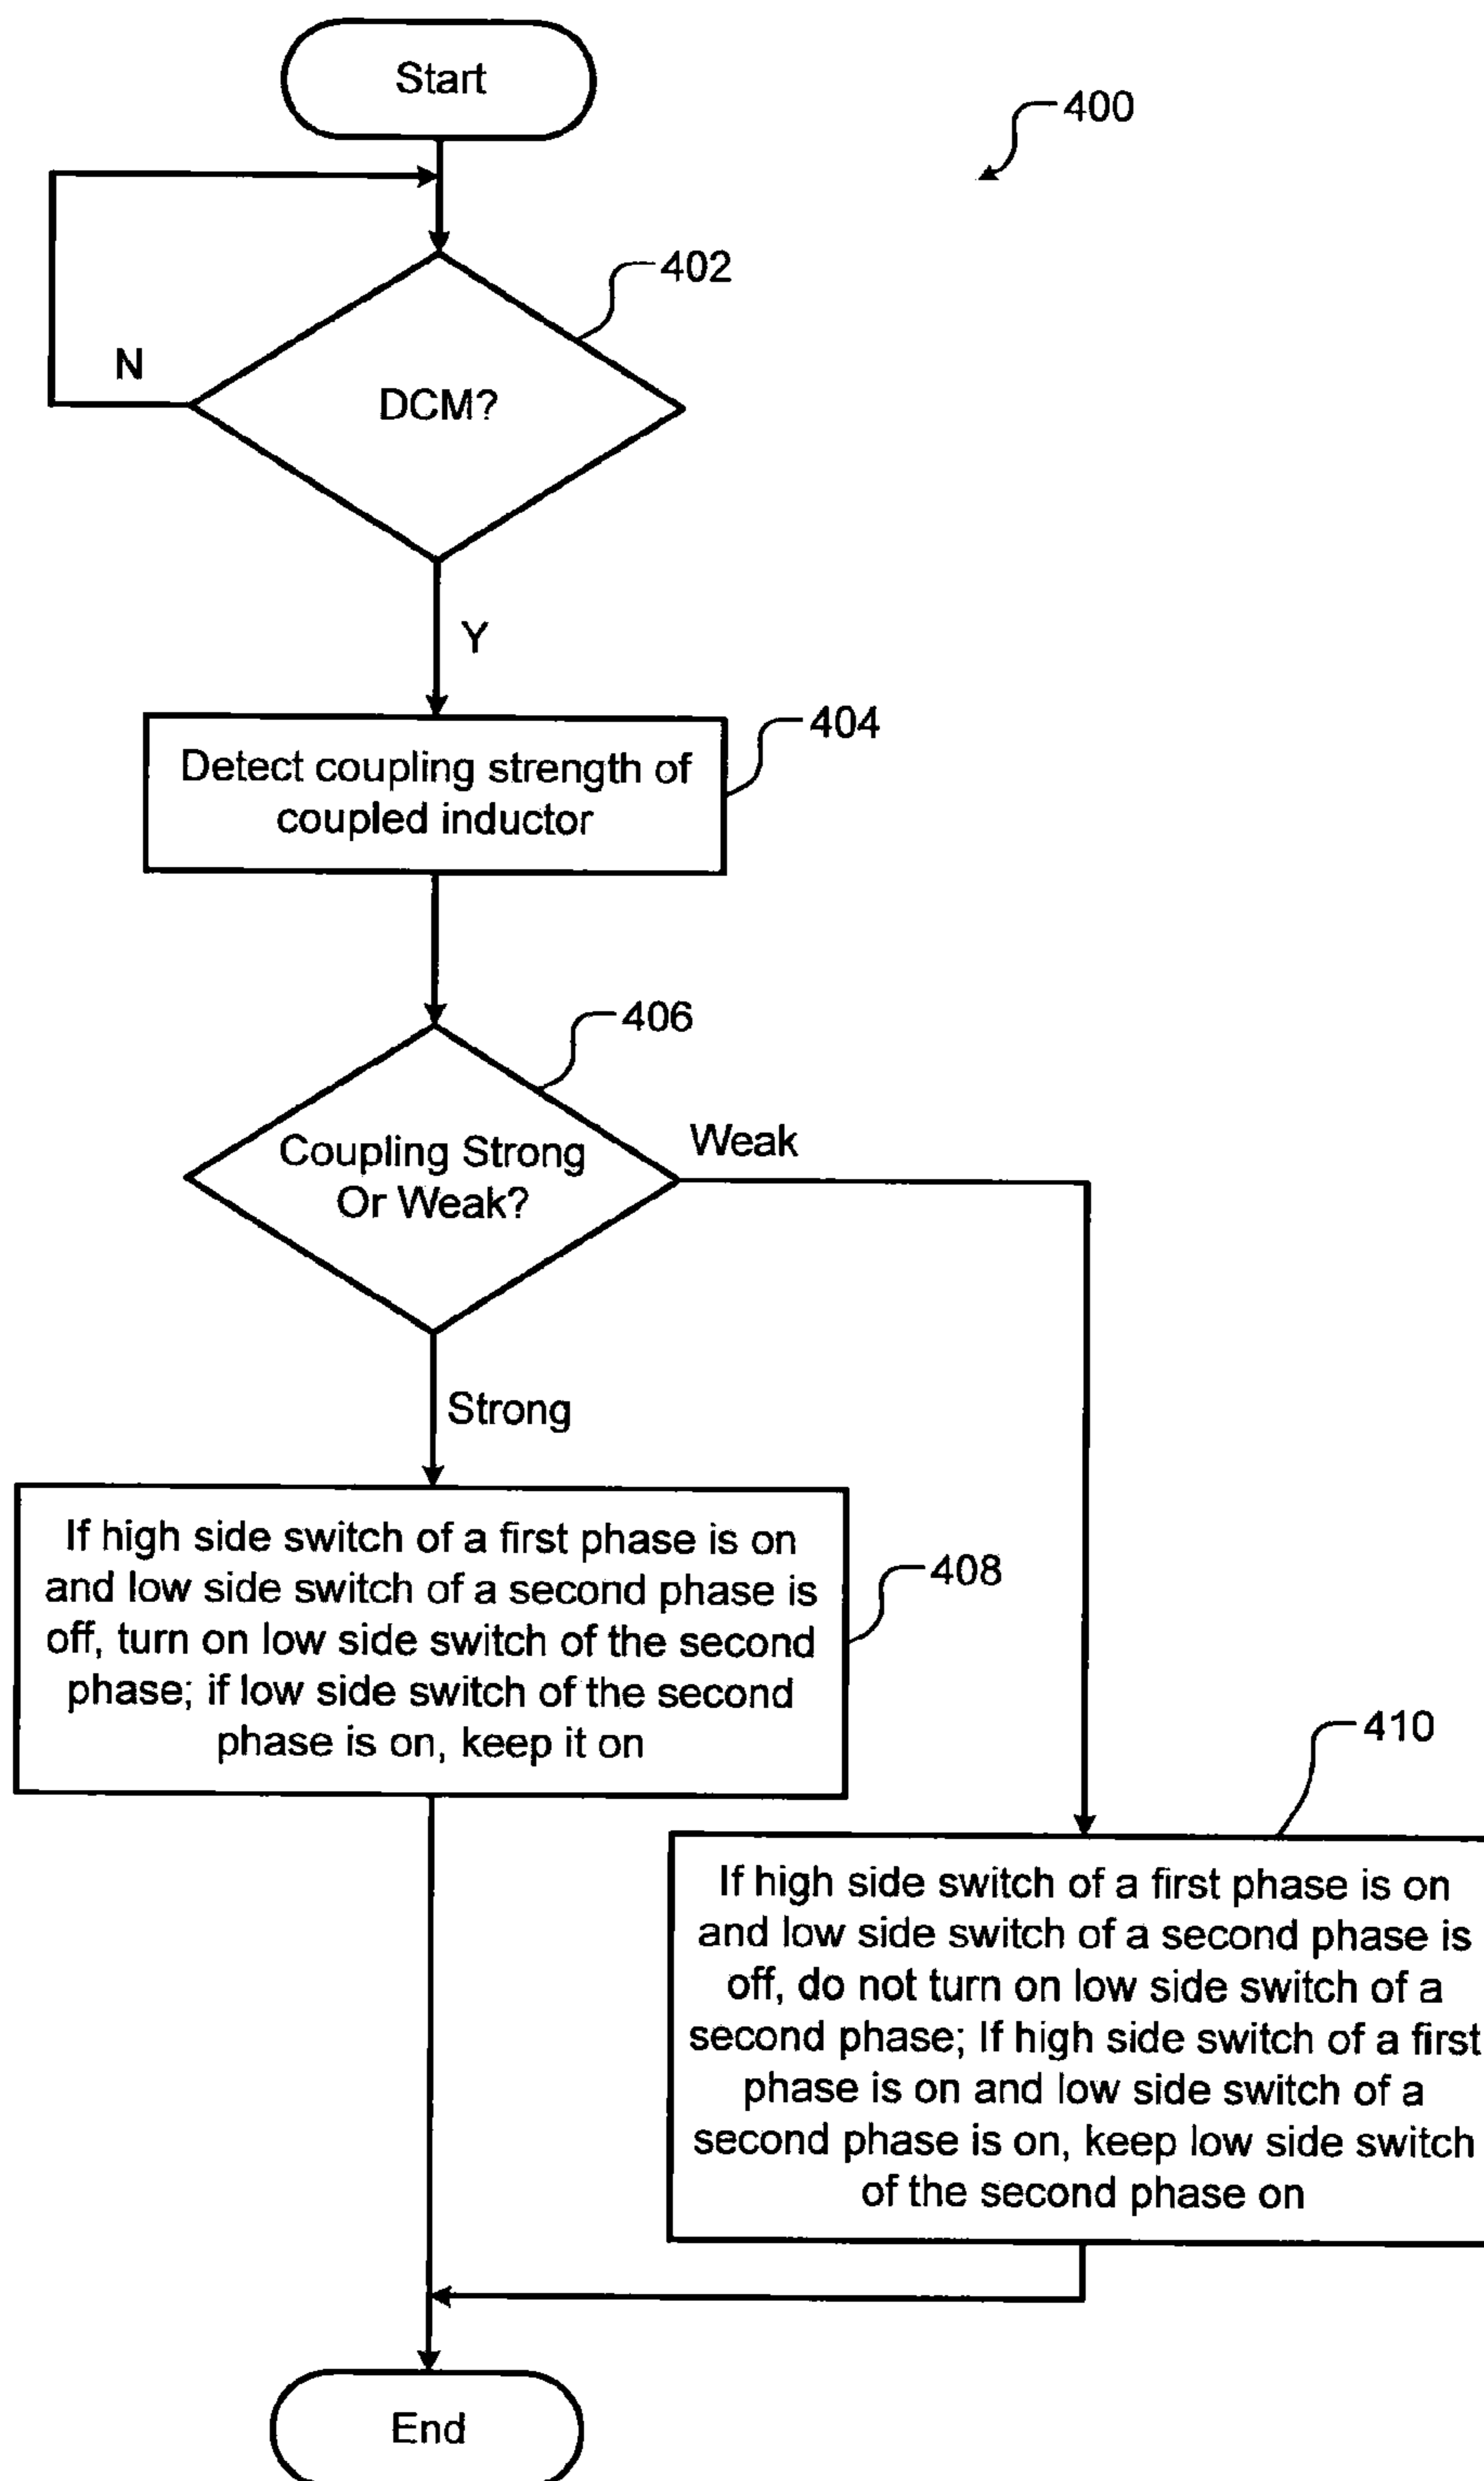 Start
400
402
N
DCM?
Y
404
Detect coupling strength of
coupled inductor
406
Coupling Strong
Or Weak?
Weak
Strong
If high side switch of a first phase is on
and low side switch of a second phase is
off, turn on low side switch of the second
phase; if low side switch of the second
phase is on, keep it on
408
410
If high side switch of a first phase is on
and low side switch of a second phase is
off, do not turn on low side switch of a
second phase; If high side switch of a first
phase is on and low side switch of a
second phase is on, keep low side switch
of the second phase on
End